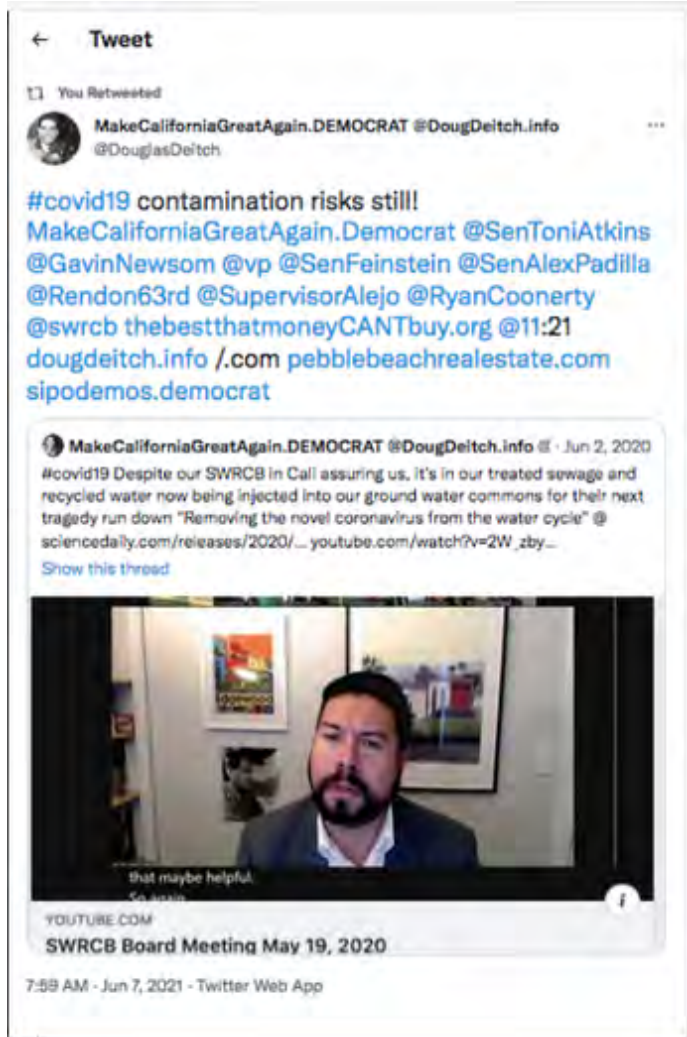 ← Tweet
You Retweeted
MakeCaliforniaGreatAgain.DEMOCRAT @DougDeitch.info
@DouglasDeitch
#covid19 contamination risks still!
MakeCaliforniaGreatAgain.Democrat @SenToniAtkins
@GavinNewsom @vp @SenFeinstein @SenAlexPadilla
@Rendon63rd @SupervisorAlejo @RyanCoonerty
@swrcb thebestthatmoneyCANTbuy.org @11:21
dougdeitch.info /.com pebblebeachrealestate.com
sipodemos.democrat
MakeCaliforniaGreatAgain.DEMOCRAT @DougDeitch.info · Jun 2, 2020
#covid19 Despite our SWRCB in Cali assuring us, it's in our treated sewage and
recycled water now being injected into our ground water commons for their next
tragedy run down "Removing the novel coronavirus from the water cycle" @
sciencedaily.com/releases/2020/... youtube.com/watch?v=2W_zby...
Show this thread
that maybe helpful.
So again
YOUTUBE.COM
SWRCB Board Meeting May 19, 2020
7:59 AM · Jun 7, 2021 · Twitter Web App